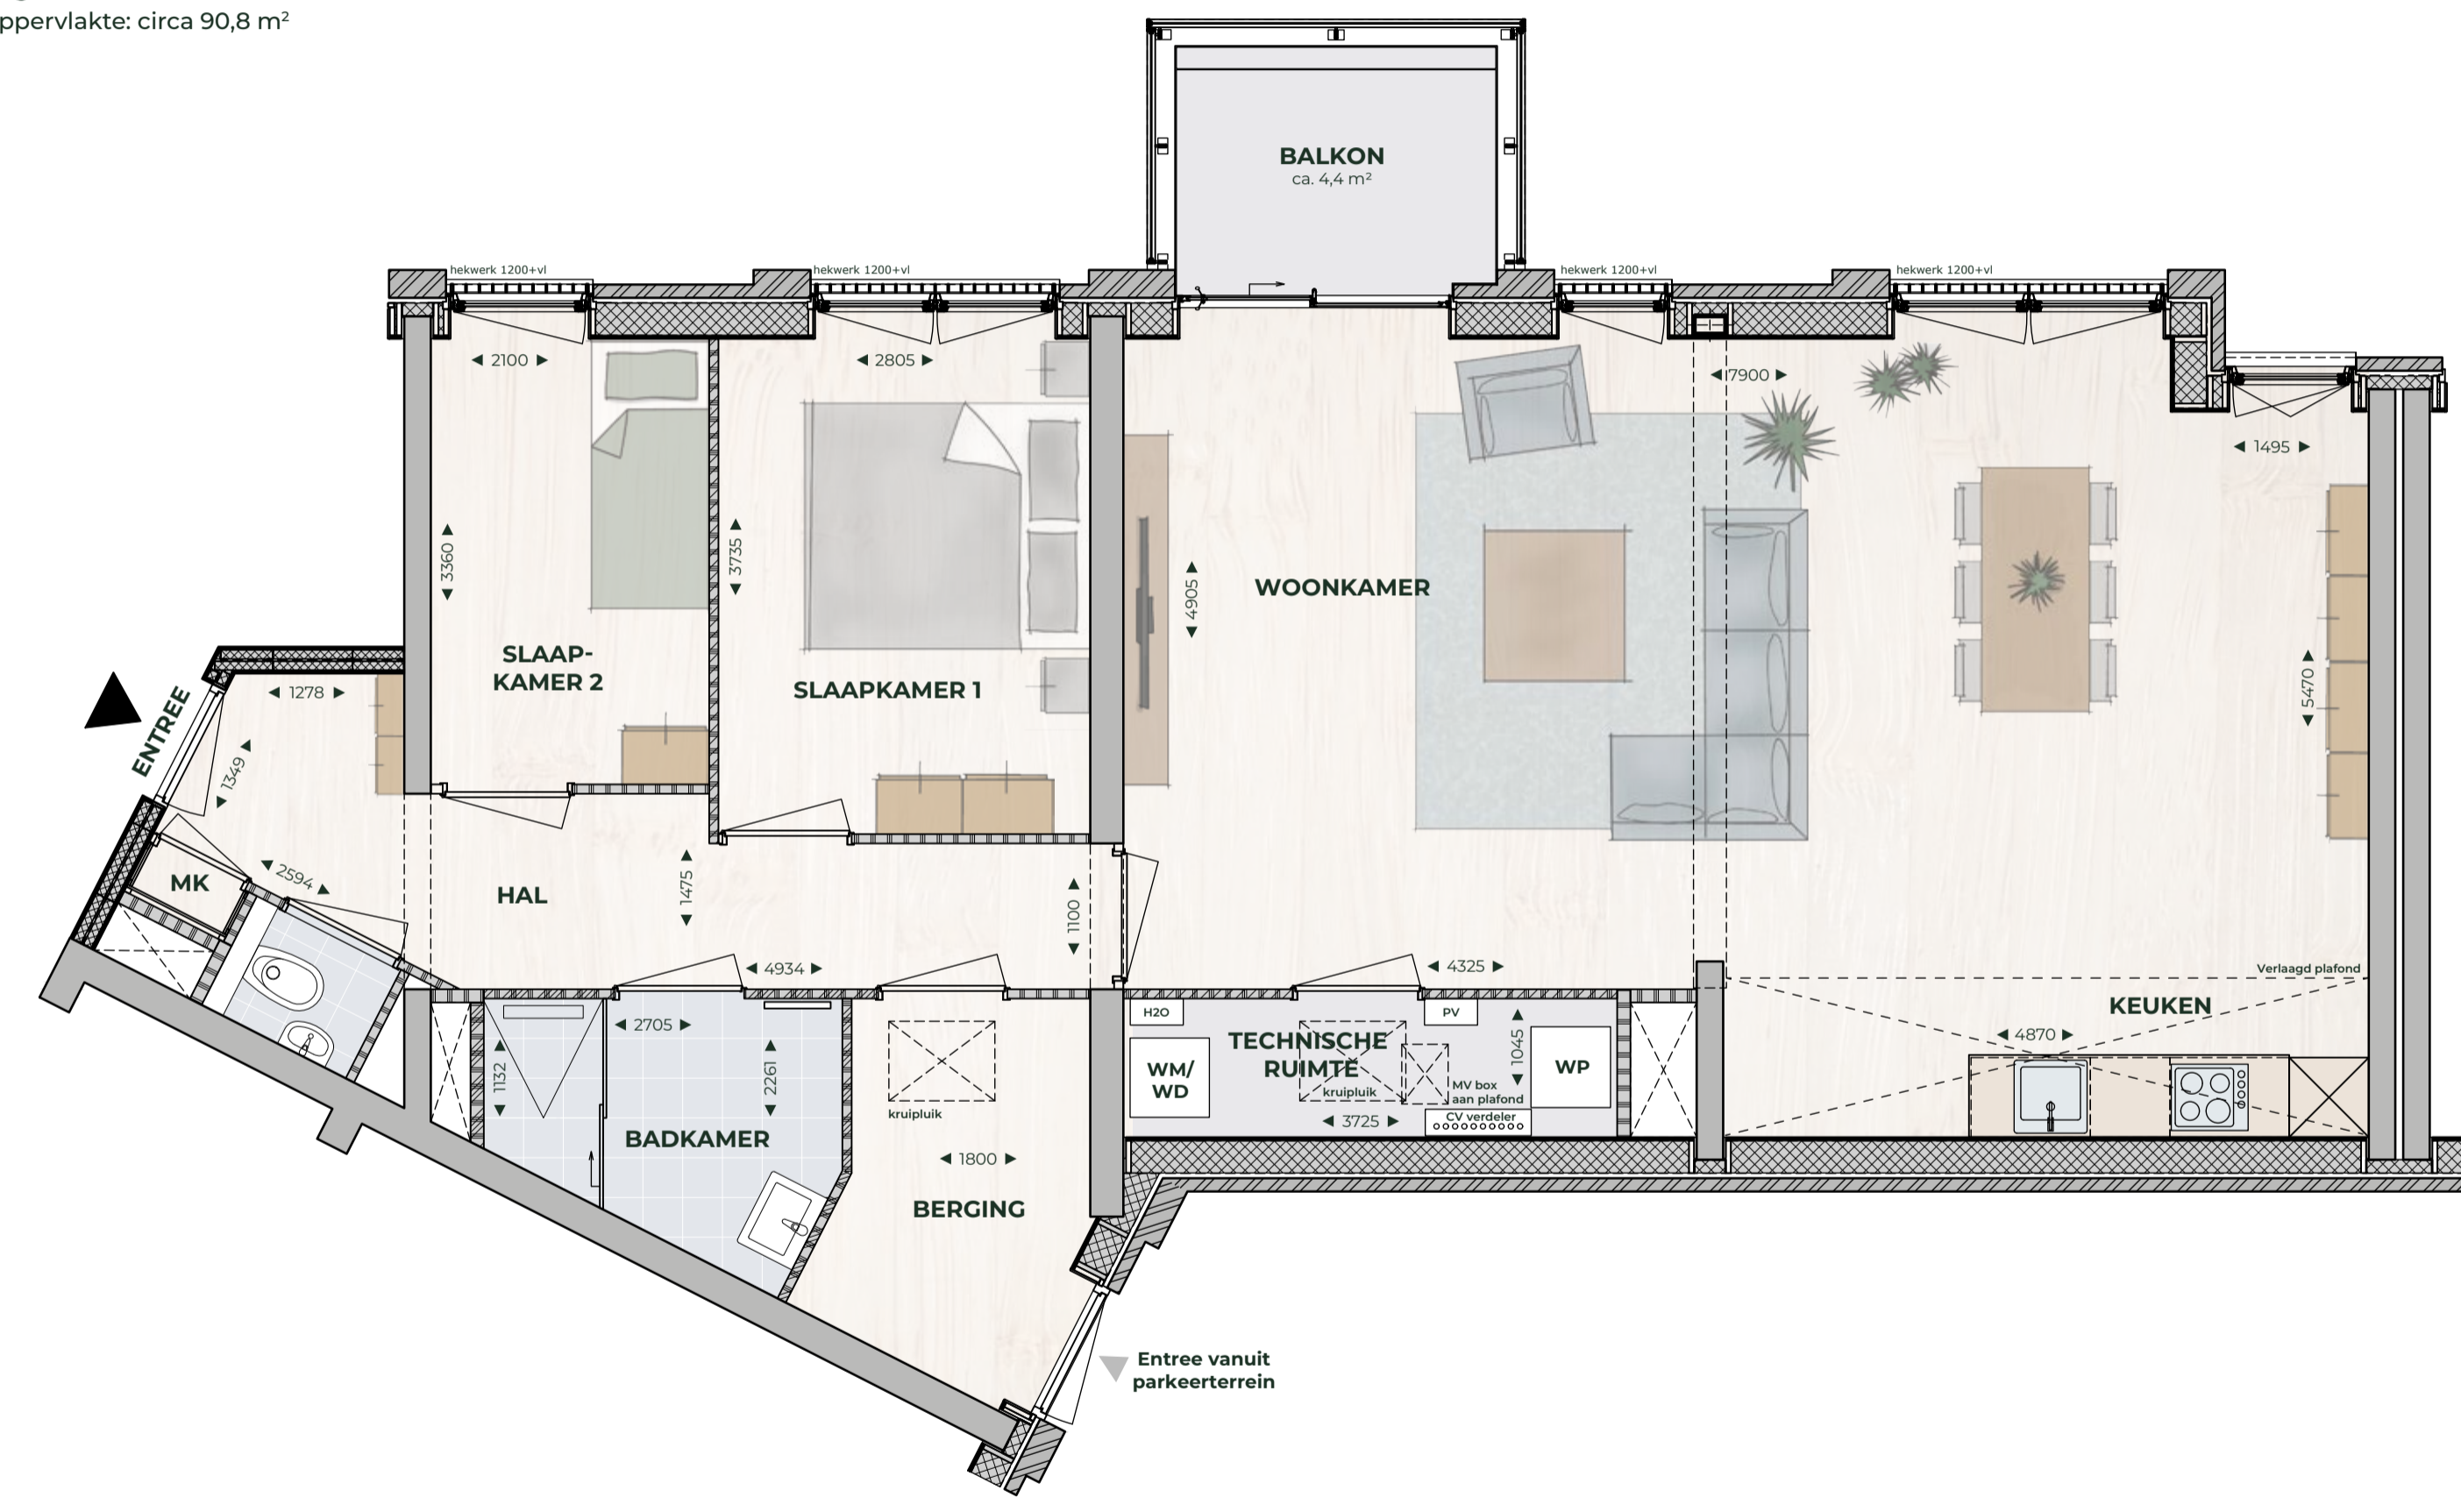 ppervlakte: circa 90,8 m²
BALKON
ca. 4,4 m²
hekwerk 1200+vl
hekwerk 1200+vl
hekwerk 1200+vl
hekwerk 1200+vl
2100
2805
7900
1495
3360
3735
4905
5470
WOONKAMER
SLAAP-
KAMER 2
SLAAPKAMER 1
ENTREE
1278
1349
2594
MK
HAL
1475
1100
4934
4325
Verlaagd plafond
KEUKEN
4870
2705
1132
2261
BADKAMER
kruipluik
1800
BERGING
H2O
PV
TECHNISCHE
RUIMTE
1045
WM/
WD
WP
kruipluik
MV box
aan plafond
CV verdeler
3725
Entree vanuit
parkeerterrein